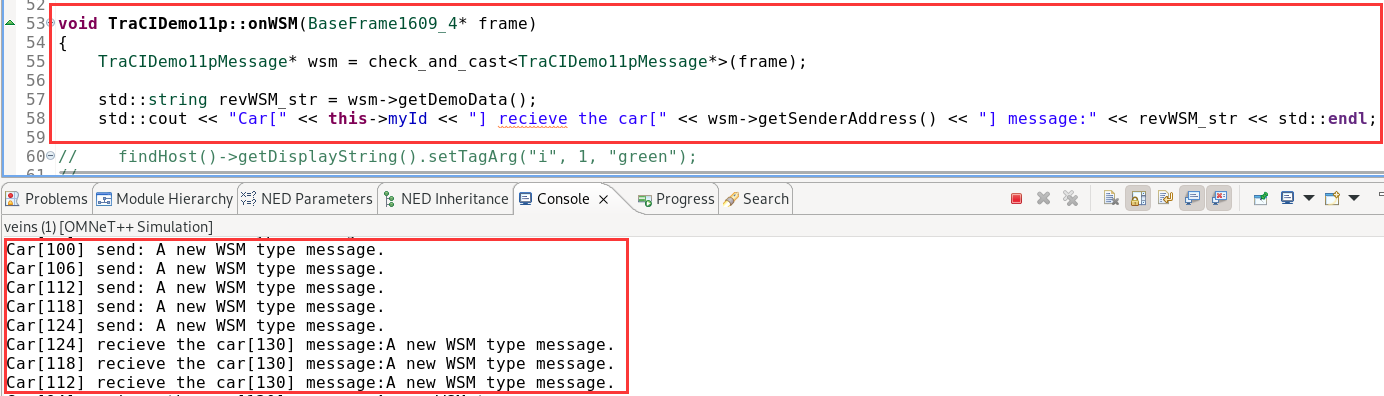 52
53 void TraCIDemo11p::onWSM(BaseFrame1609_4* frame)
54 {
55     TraCIDemo11pMessage* wsm = check_and_cast<TraCIDemo11pMessage*>(frame);
56
57     std::string revWSM_str = wsm->getDemoData();
58     std::cout << "Car[" << this->myId << "] recieve the car[" << wsm->getSenderAddress() << "] message:" << revWSM_str << std::endl;
59
60 //    findHost()->getDisplayString().setTagArg("i", 1, "green");
61 //
Problems Module Hierarchy NED Parameters NED Inheritance Console Progress Search
veins (1) [OMNeT++ Simulation]
Car[100] send: A new WSM type message.
Car[106] send: A new WSM type message.
Car[112] send: A new WSM type message.
Car[118] send: A new WSM type message.
Car[124] send: A new WSM type message.
Car[124] recieve the car[130] message:A new WSM type message.
Car[118] recieve the car[130] message:A new WSM type message.
Car[112] recieve the car[130] message:A new WSM type message.